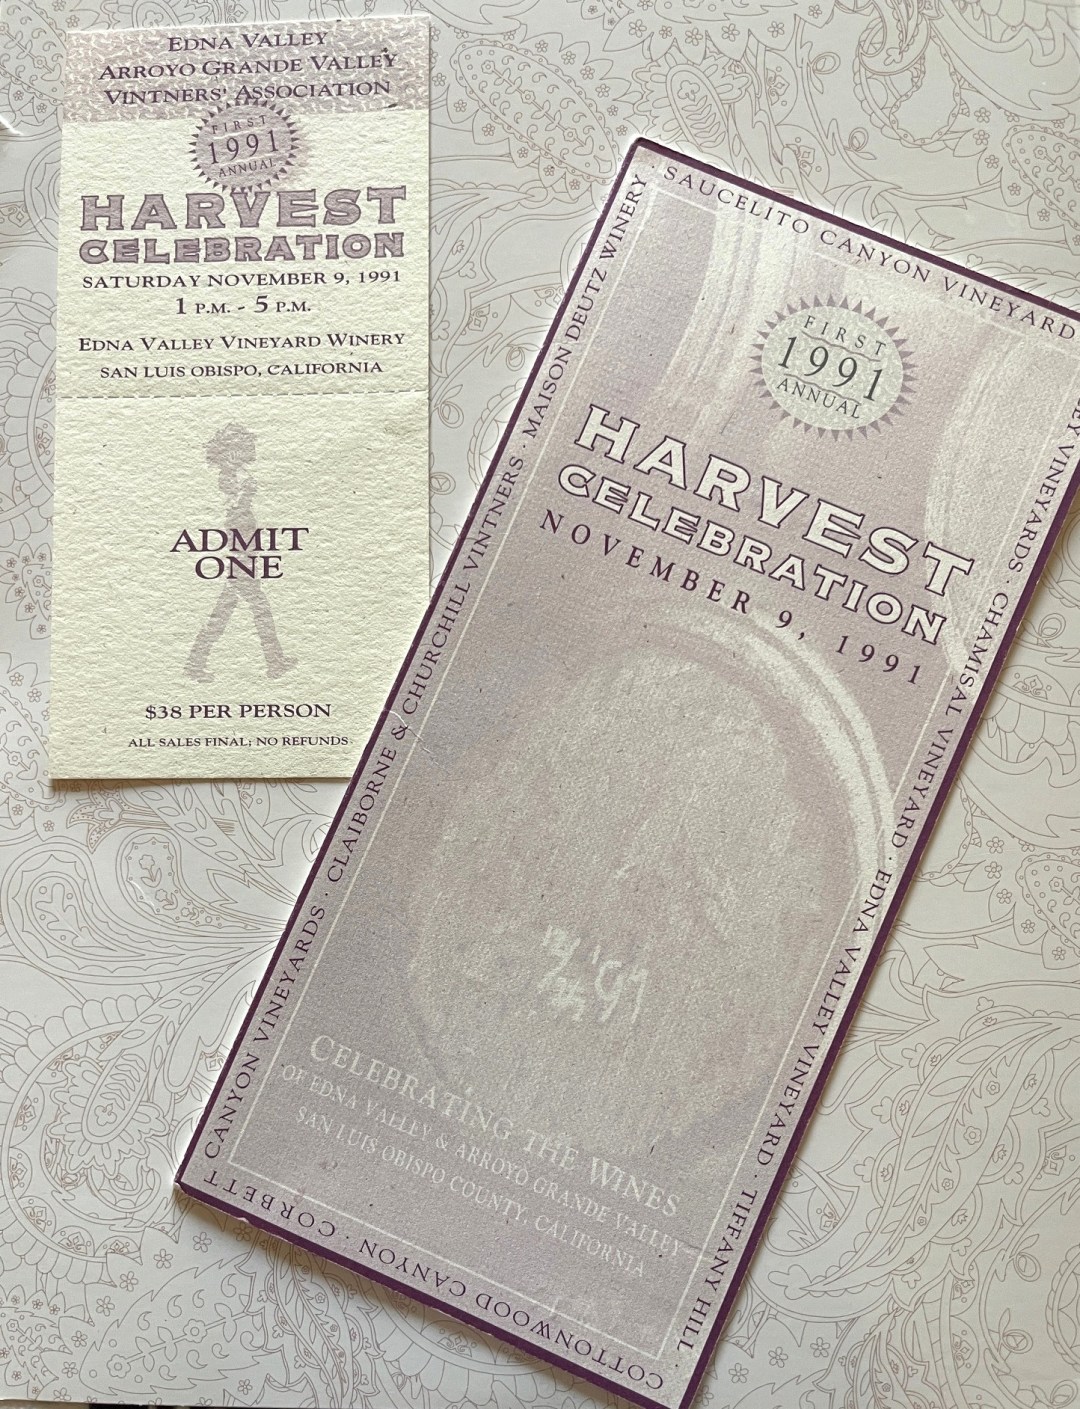 EDNA VALLEY
ARROYO GRANDE VALLEY
VINTNERS' ASSOCIATION
FIRST
1991
ANNUAL
HARVEST
CELEBRATION
SATURDAY NOVEMBER 9, 1991
1 P.M. - 5 P.M.
EDNA VALLEY VINEYARD WINERY
SAN LUIS OBISPO, CALIFORNIA
ADMIT
ONE
$38 PER PERSON
ALL SALES FINAL; NO REFUNDS
· SAUCELITO CANYON VINEYARD
VINEYARDS · CHAMISAL VINEYARD · EDNA VALLEY VINEYARD · TIFFANY HILL ·
COTTONWOOD CANYON · CORBETT
CANYON VINEYARDS · CLAIBORNE & CHURCHILL VINTNERS · MAISON DEUTZ WINERY
FIRST
1991
ANNUAL
HARVEST
CELEBRATION
NOVEMBER 9, 1991
CELEBRATING THE WINES
OF EDNA VALLEY & ARROYO GRANDE VALLEY
SAN LUIS OBISPO COUNTY, CALIFORNIA